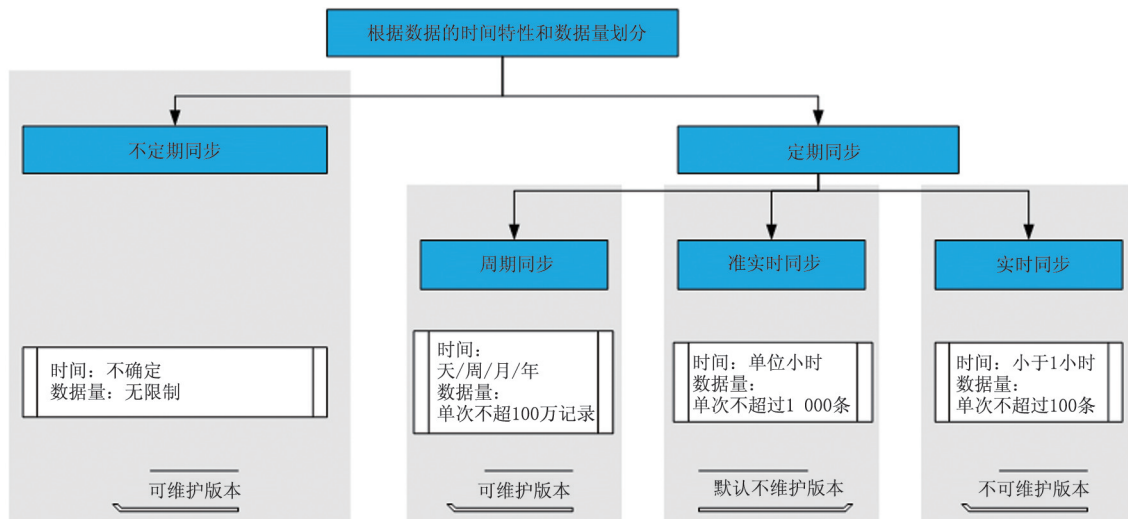 根据数据的时间特性和数据量划分
不定期同步
定期同步
周期同步
准实时同步
实时同步
时间：不确定
数据量：无限制
时间：
天/周/月/年
数据量：
单次不超100万记录
时间：单位小时
数据量：
单次不超过1 000条
时间：小于1小时
数据量：
单次不超过100条
可维护版本
可维护版本
默认不维护版本
不可维护版本